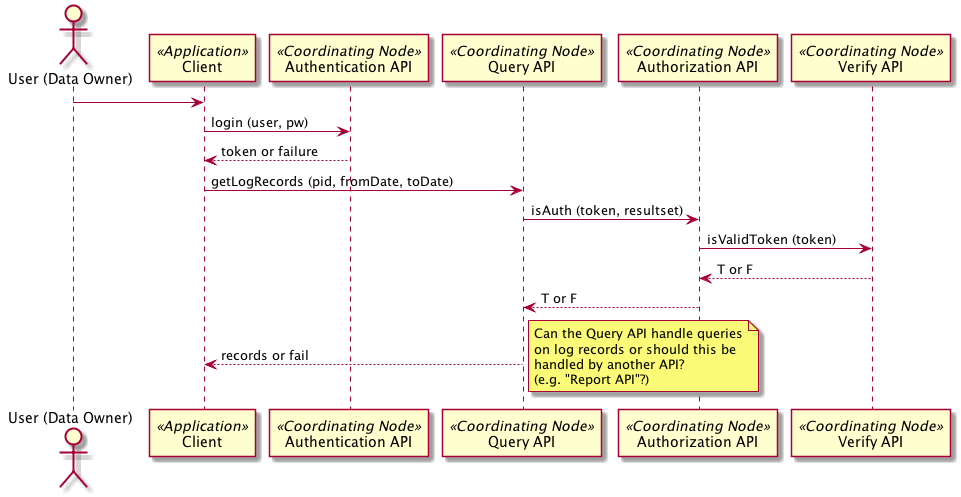 User (Data Owner)
«Application»
Client
«Coordinating Node»
Authentication API
«Coordinating Node»
Query API
«Coordinating Node»
Authorization API
«Coordinating Node»
Verify API
login (user, pw)
token or failure
getLogRecords (pid, fromDate, toDate)
isAuth (token, resultset)
isValidToken (token)
T or F
T or F
Can the Query API handle queries
on log records or should this be
handled by another API?
(e.g. "Report API"?)
records or fail
User (Data Owner)
«Application»
Client
«Coordinating Node»
Authentication API
«Coordinating Node»
Query API
«Coordinating Node»
Authorization API
«Coordinating Node»
Verify API